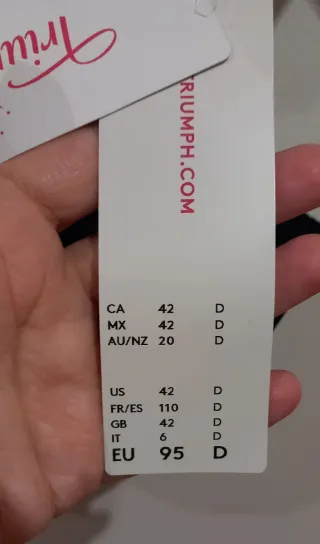 Triumph
TRIUMPH.COM
CA 42 D
MX 42 D
AU/NZ 20 D
US 42 D
FR/ES 110 D
GB 42 D
IT 6 D
EU 95 D